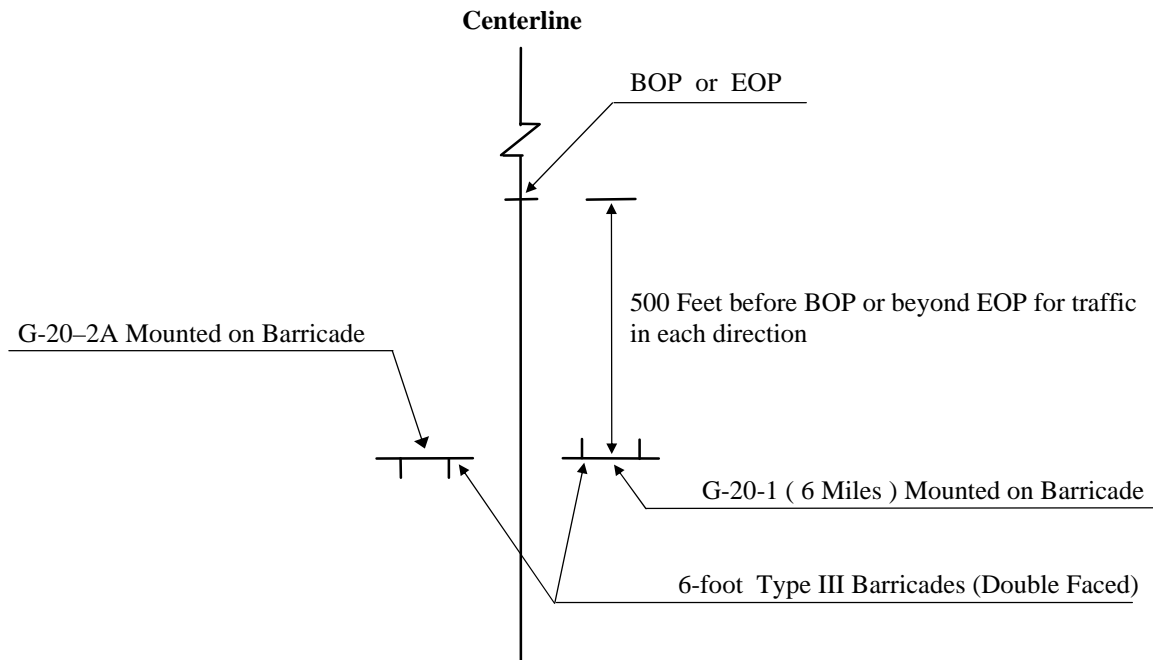 Centerline
BOP or EOP
500 Feet before BOP or beyond EOP for traffic
in each direction
G-20–2A Mounted on Barricade
G-20-1 ( 6 Miles ) Mounted on Barricade
6-foot Type III Barricades (Double Faced)